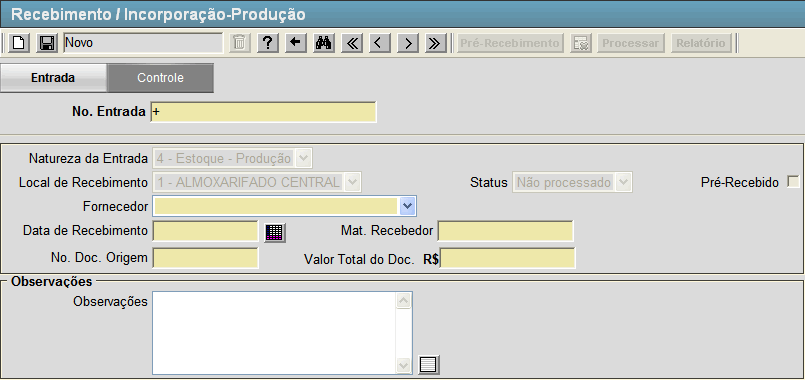 Recebimento / Incorporação-Produção
Novo ? Pré-Recebimento Processar Relatório
Entrada Controle
No. Entrada +
Natureza da Entrada 4 - Estoque - Produção
Local de Recebimento 1 - ALMOXARIFADO CENTRAL Status Não processado Pré-Recebido
Fornecedor
Data de Recebimento Mat. Recebedor
No. Doc. Origem Valor Total do Doc. R$
Observações
Observações